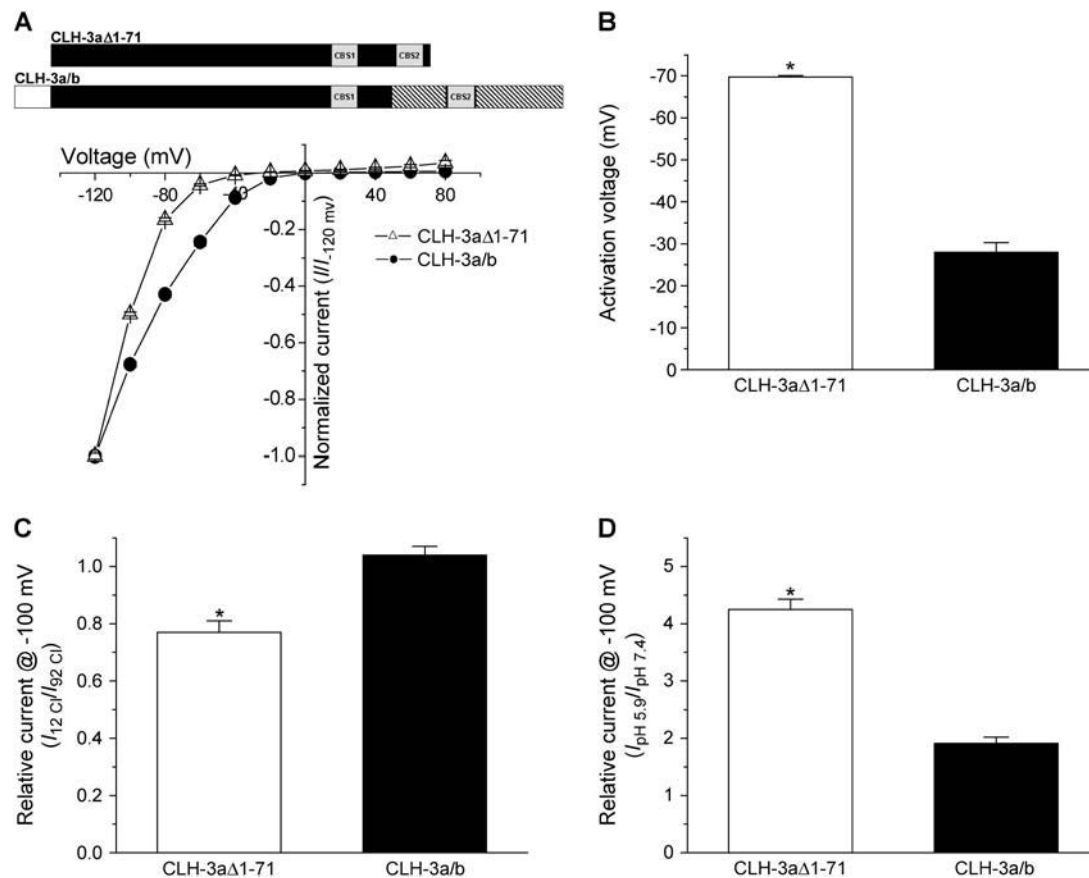 A
CLH-3aΔ1-71
CBS1 CBS2
CLH-3a/b
CBS1 CBS2
Voltage (mV)
-120 -80 40 80
-0.2
-0.4
-0.6
-0.8
-1.0
Normalized current (I/I-120 mv)
CLH-3aΔ1-71
CLH-3a/b
B
Activation voltage (mV)
-70
-60
-50
-40
-30
-20
-10
0
*
CLH-3aΔ1-71 CLH-3a/b
C
Relative current @ -100 mV
(I12 Cl/I92 Cl)
1.0
0.8
0.6
0.4
0.2
0.0
*
CLH-3aΔ1-71 CLH-3a/b
D
Relative current @ -100 mV
(IpH 5.9/IpH 7.4)
5
4
3
2
1
0
*
CLH-3aΔ1-71 CLH-3a/b